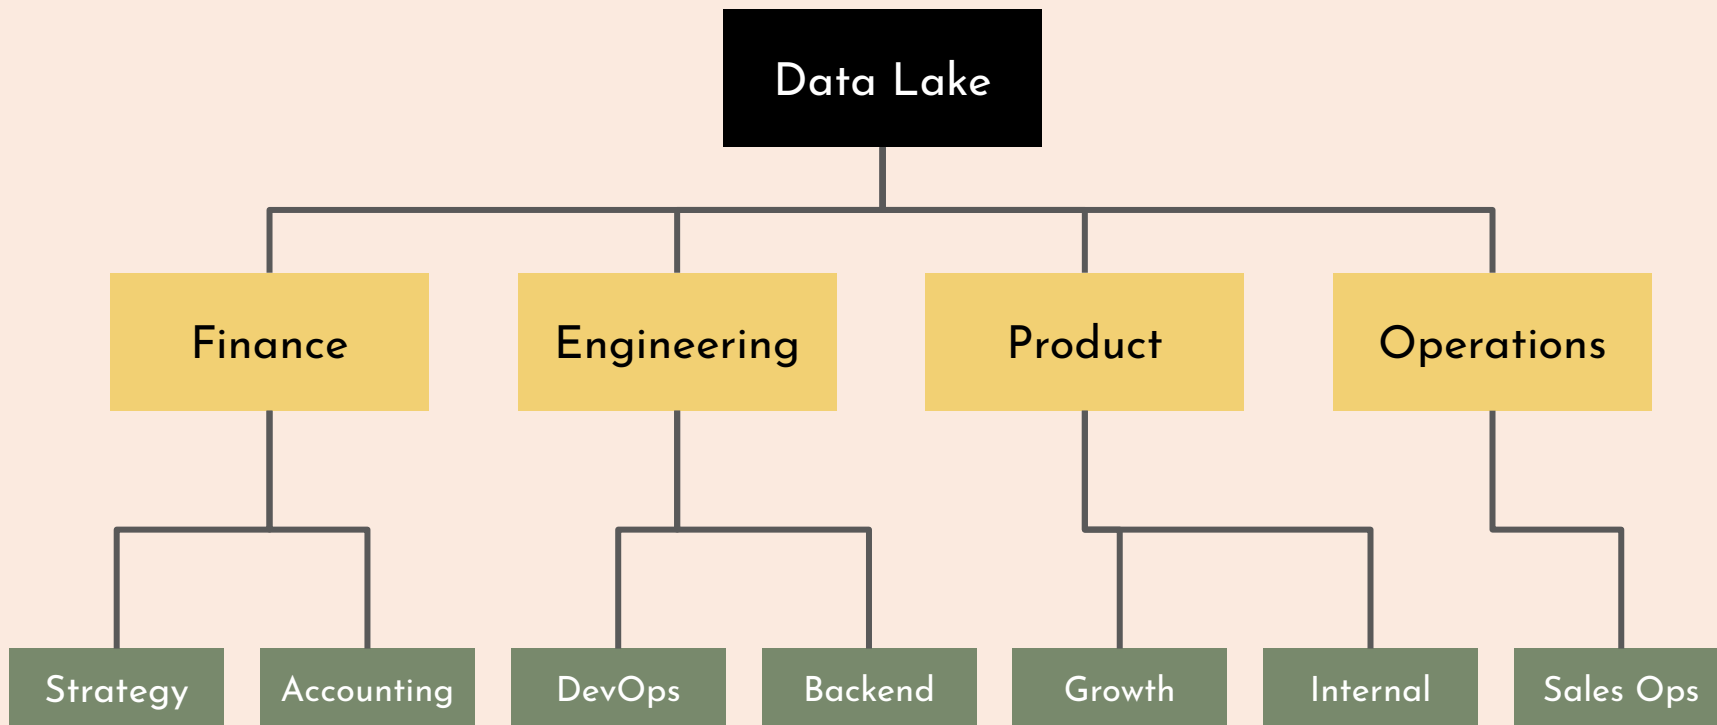 Data Lake
Finance
Engineering
Product
Operations
Strategy
Accounting
DevOps
Backend
Growth
Internal
Sales Ops